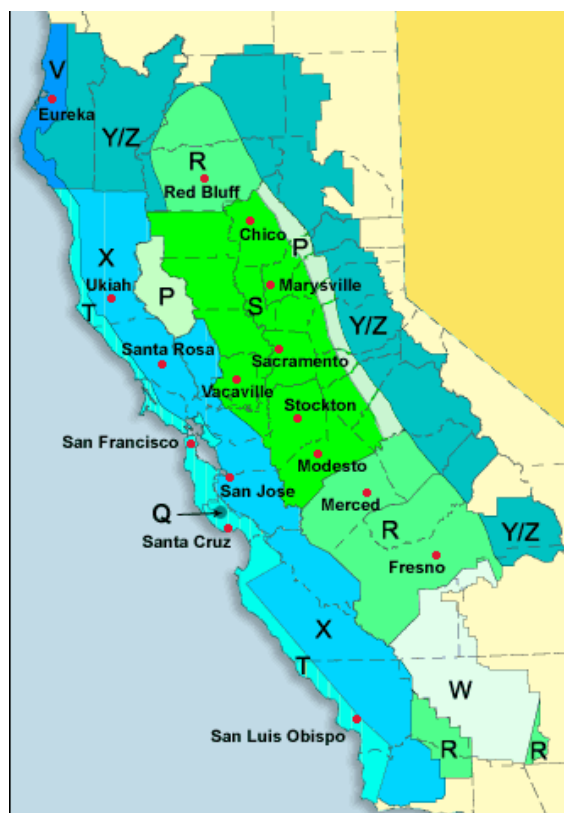 V
Eureka
Y/Z
R
Red Bluff
Chico
P
X
Ukiah
P
Marysville
T
S
Y/Z
Santa Rosa
Sacramento
Vacaville
Stockton
San Francisco
Modesto
San Jose
Merced
Q
R
Y/Z
Santa Cruz
Fresno
X
T
W
San Luis Obispo
R
R